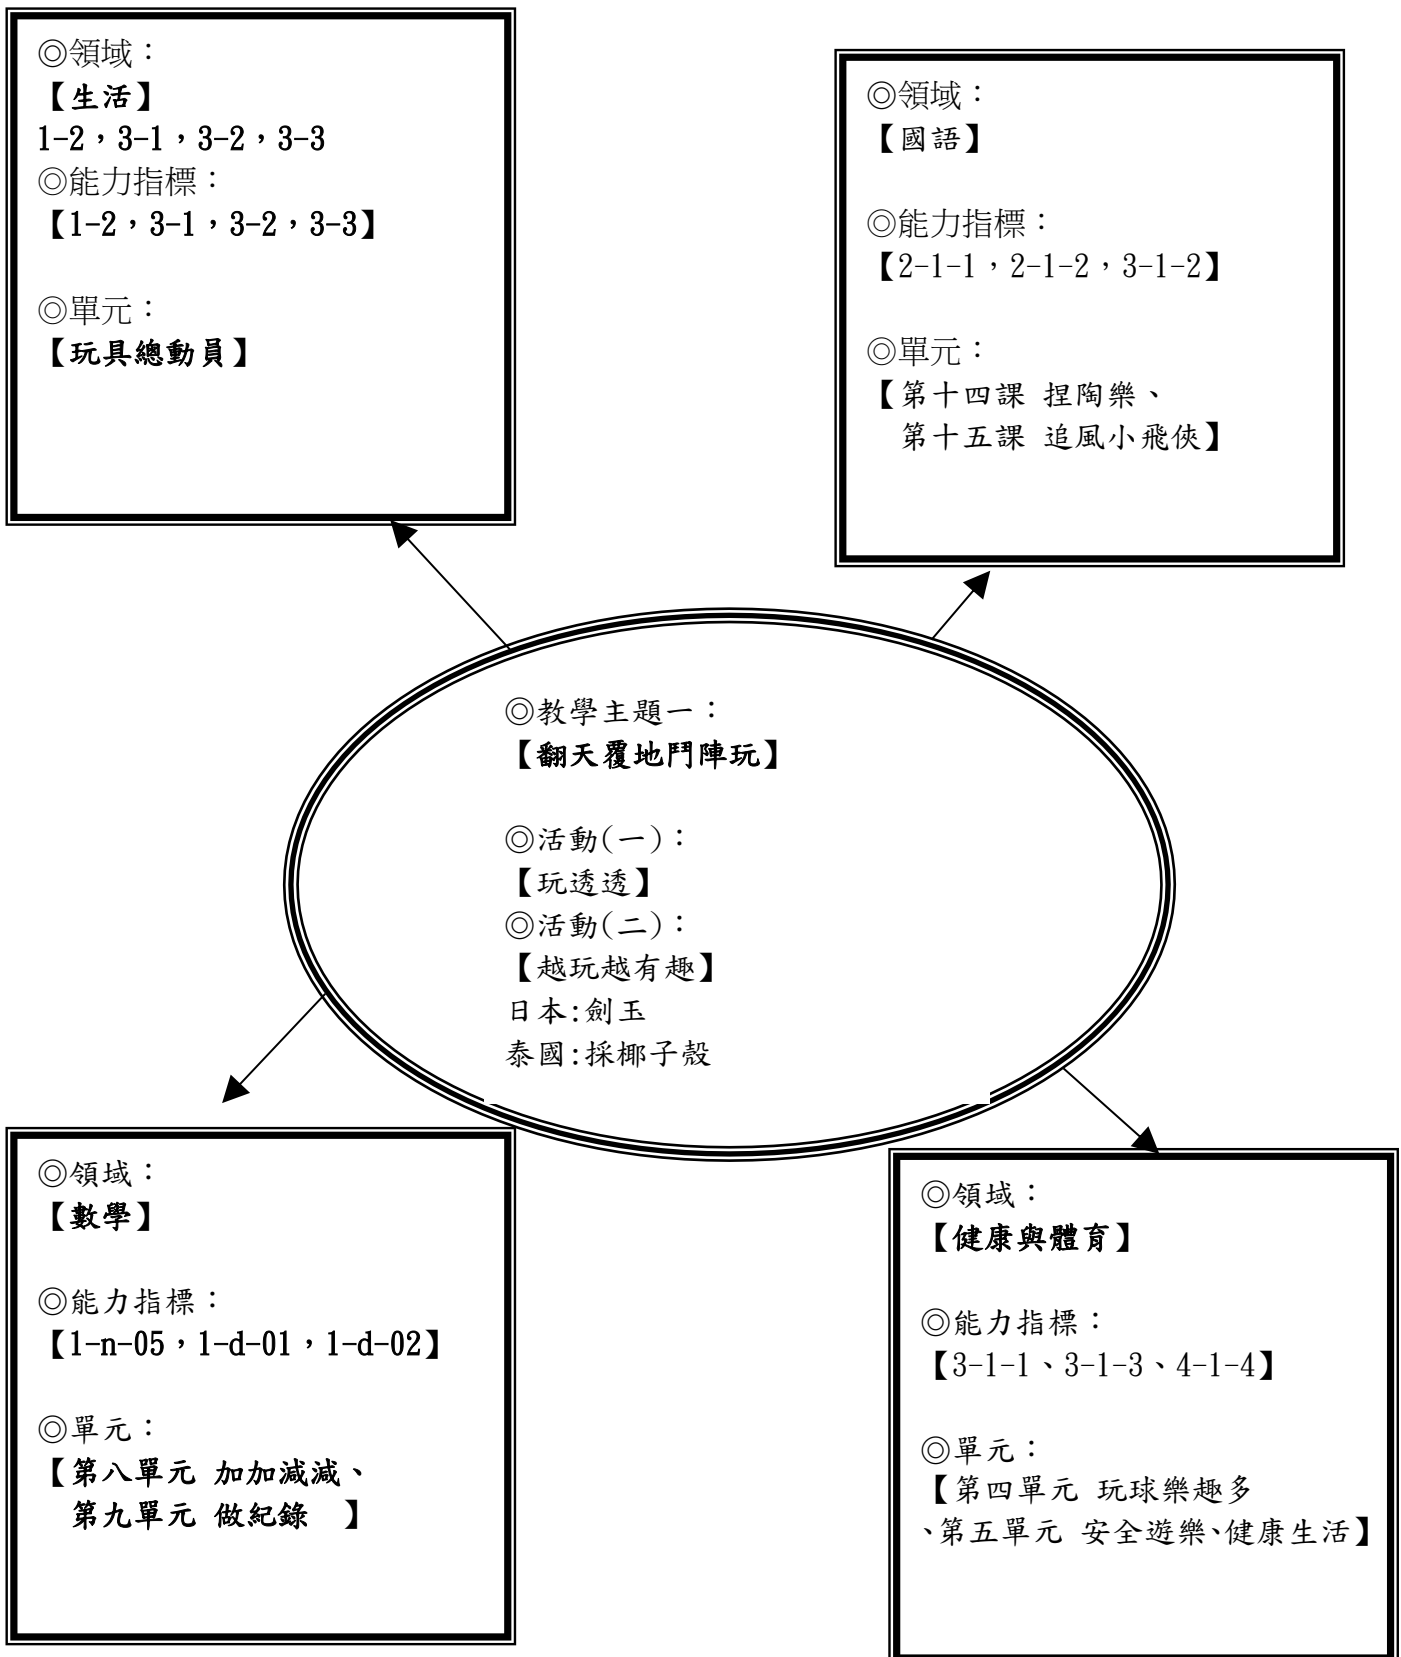 ◎領域：
【生活】
1-2，3-1，3-2，3-3
◎能力指標：
【1-2，3-1，3-2，3-3】
◎單元：
【玩具總動員】
◎領域：
【國語】
◎能力指標：
【2-1-1，2-1-2，3-1-2】
◎單元：
【第十四課 捏陶樂、
第十五課 追風小飛俠】
◎教學主題一：
【翻天覆地鬥陣玩】
◎活動(一)：
【玩透透】
◎活動(二)：
【越玩越有趣】
日本:劍玉
泰國:採椰子殼
◎領域：
【數學】
◎能力指標：
【1-n-05，1-d-01，1-d-02】
◎單元：
【第八單元 加加減減、
第九單元 做紀錄 】
◎領域：
【健康與體育】
◎能力指標：
【3-1-1、3-1-3、4-1-4】
◎單元：
【第四單元 玩球樂趣多
、第五單元 安全遊樂、健康生活】